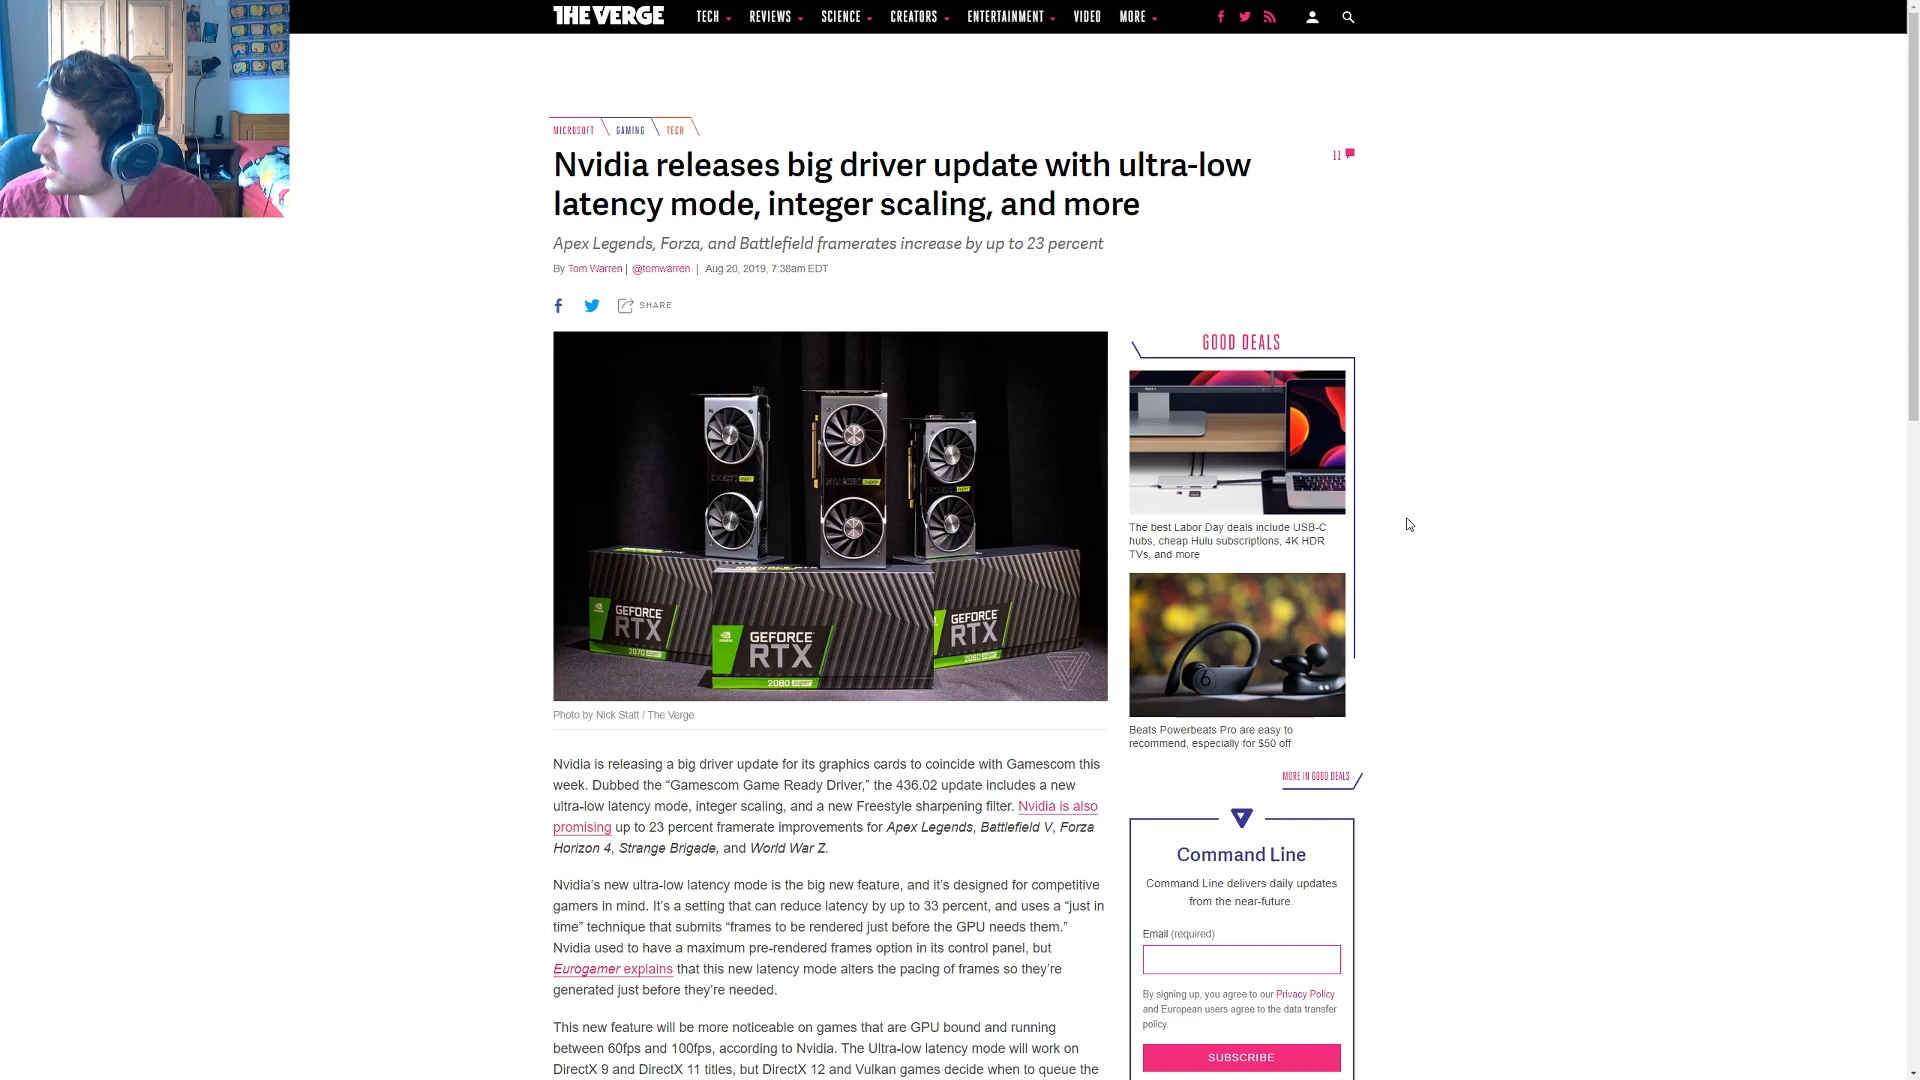 THE VERGE
TECH
REVIEWS
SCIENCE
CREATORS
ENTERTAINMENT
VIDEO
MORE
MICROSOFT
GAMING
TECH
Nvidia releases big driver update with ultra-low
latency mode, integer scaling, and more
11
Apex Legends, Forza, and Battlefield framerates increase by up to 23 percent
By Tom Warren | @tomwarren | Aug 20, 2019, 7:38am EDT
SHARE
GEFORCE
RTX
2070 SUPER
GEFORCE
RTX
2080 SUPER
GEFORCE
RTX
2060 SUPER
Photo by Nick Statt / The Verge
Nvidia is releasing a big driver update for its graphics cards to coincide with Gamescom this
week. Dubbed the “Gamescom Game Ready Driver,” the 436.02 update includes a new
ultra-low latency mode, integer scaling, and a new Freestyle sharpening filter. Nvidia is also
promising up to 23 percent framerate improvements for Apex Legends, Battlefield V, Forza
Horizon 4, Strange Brigade, and World War Z.
Nvidia’s new ultra-low latency mode is the big new feature, and it’s designed for competitive
gamers in mind. It’s a setting that can reduce latency by up to 33 percent, and uses a “just in
time” technique that submits “frames to be rendered just before the GPU needs them.”
Nvidia used to have a maximum pre-rendered frames option in its control panel, but
Eurogamer explains that this new latency mode alters the pacing of frames so they’re
generated just before they’re needed.
This new feature will be more noticeable on games that are GPU bound and running
between 60fps and 100fps, according to Nvidia. The Ultra-low latency mode will work on
DirectX 9 and DirectX 11 titles, but DirectX 12 and Vulkan games decide when to queue the
GOOD DEALS
The best Labor Day deals include USB-C
hubs, cheap Hulu subscriptions, 4K HDR
TVs, and more
Beats Powerbeats Pro are easy to
recommend, especially for $50 off
MORE IN GOOD DEALS
Command Line
Command Line delivers daily updates
from the near-future.
Email (required)
By signing up, you agree to our Privacy Policy
and European users agree to the data transfer
policy.
SUBSCRIBE